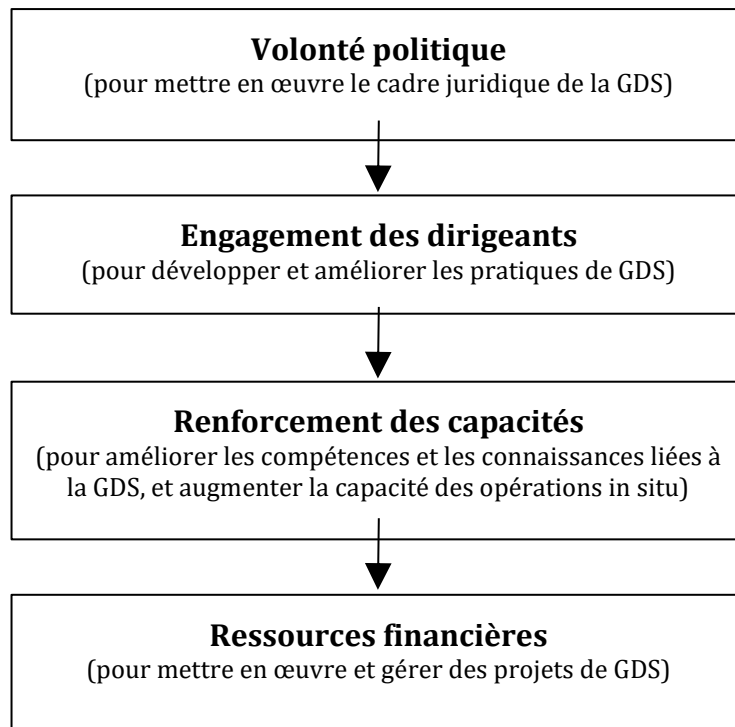 Volonté politique
(pour mettre en œuvre le cadre juridique de la GDS)
Engagement des dirigeants
(pour développer et améliorer les pratiques de GDS)
Renforcement des capacités
(pour améliorer les compétences et les connaissances liées à
la GDS, et augmenter la capacité des opérations in situ)
Ressources financières
(pour mettre en œuvre et gérer des projets de GDS)